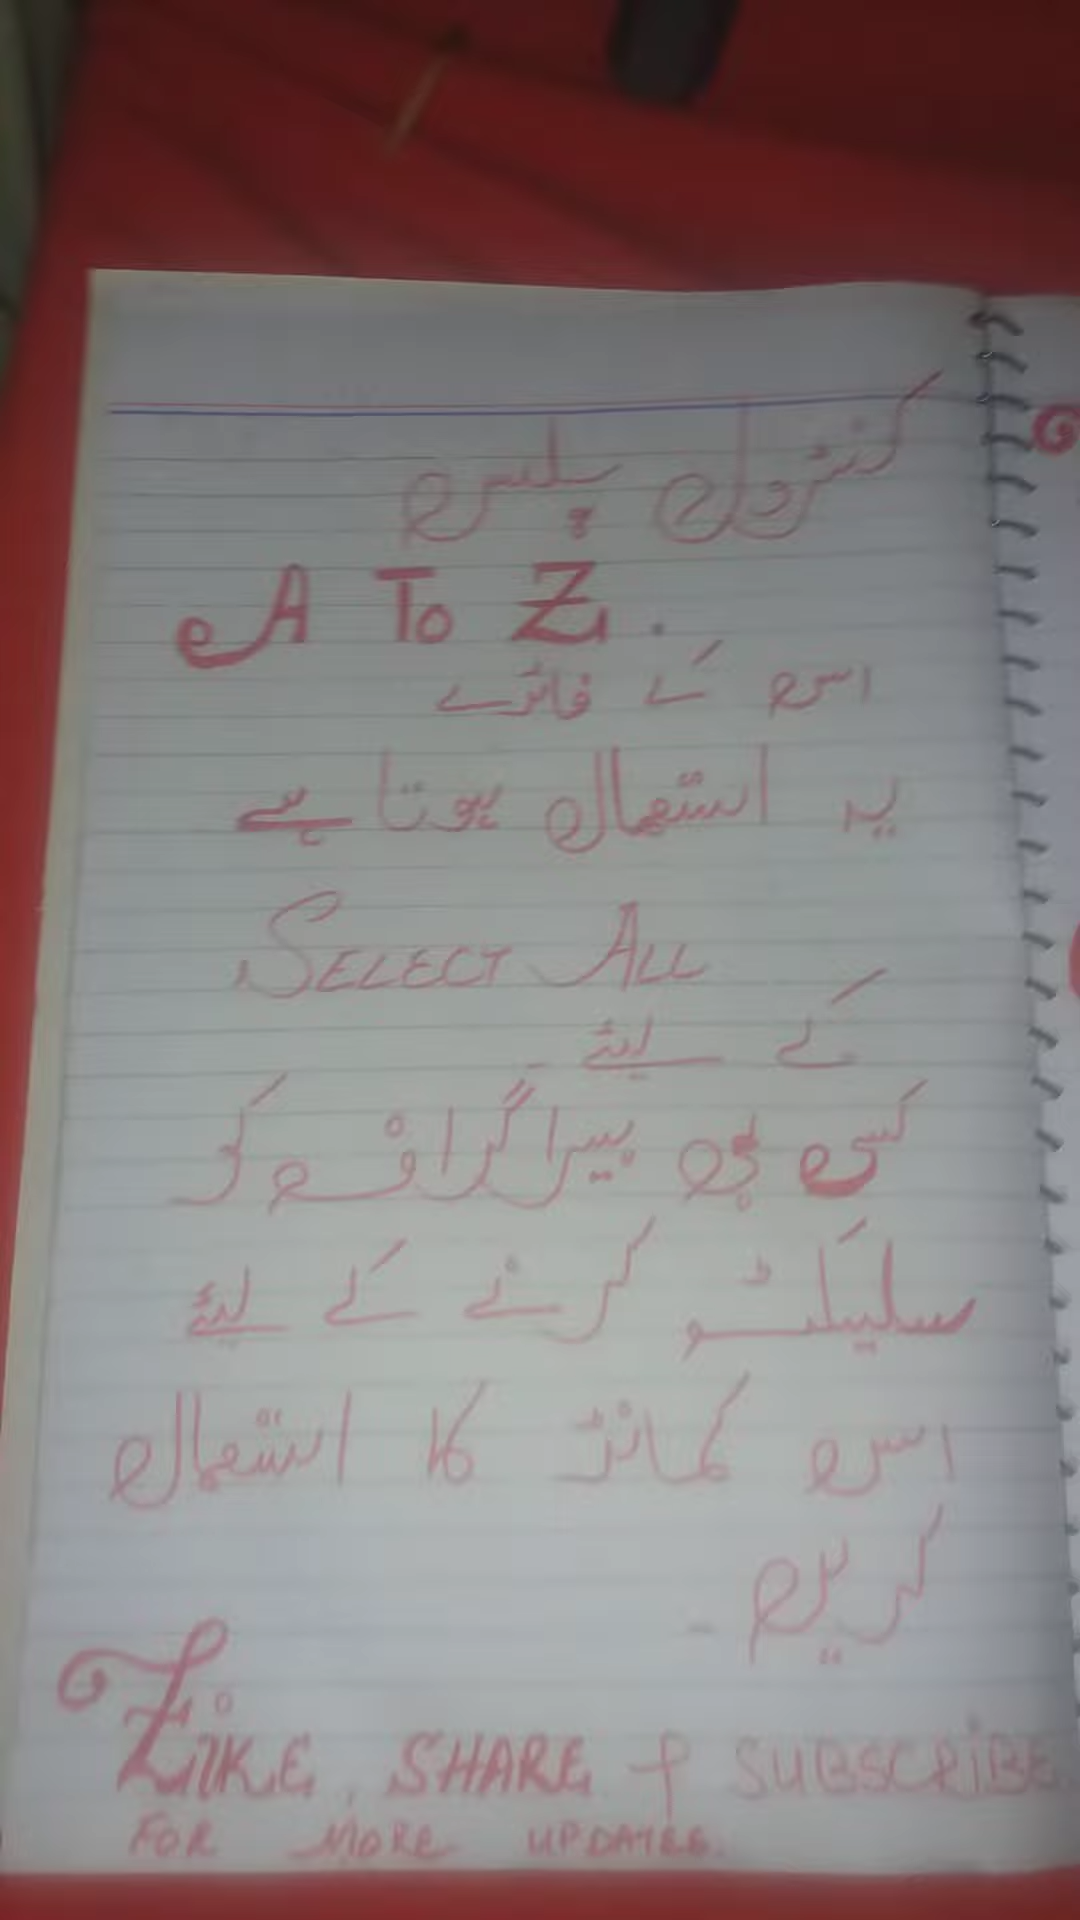 کنٹرول پلس
A To Z.
اس کے فائدے
یہ استعمال ہوتا ہے
SELECT ALL
کے لیئے -
کسی بھی پیراگراف کو
سلیکٹ کرنے کے لیئے
اس کمانڈ کا استعمال
کریں -
LIKE, SHARE & SUBSCRIBE
FOR MORE UPDATES.